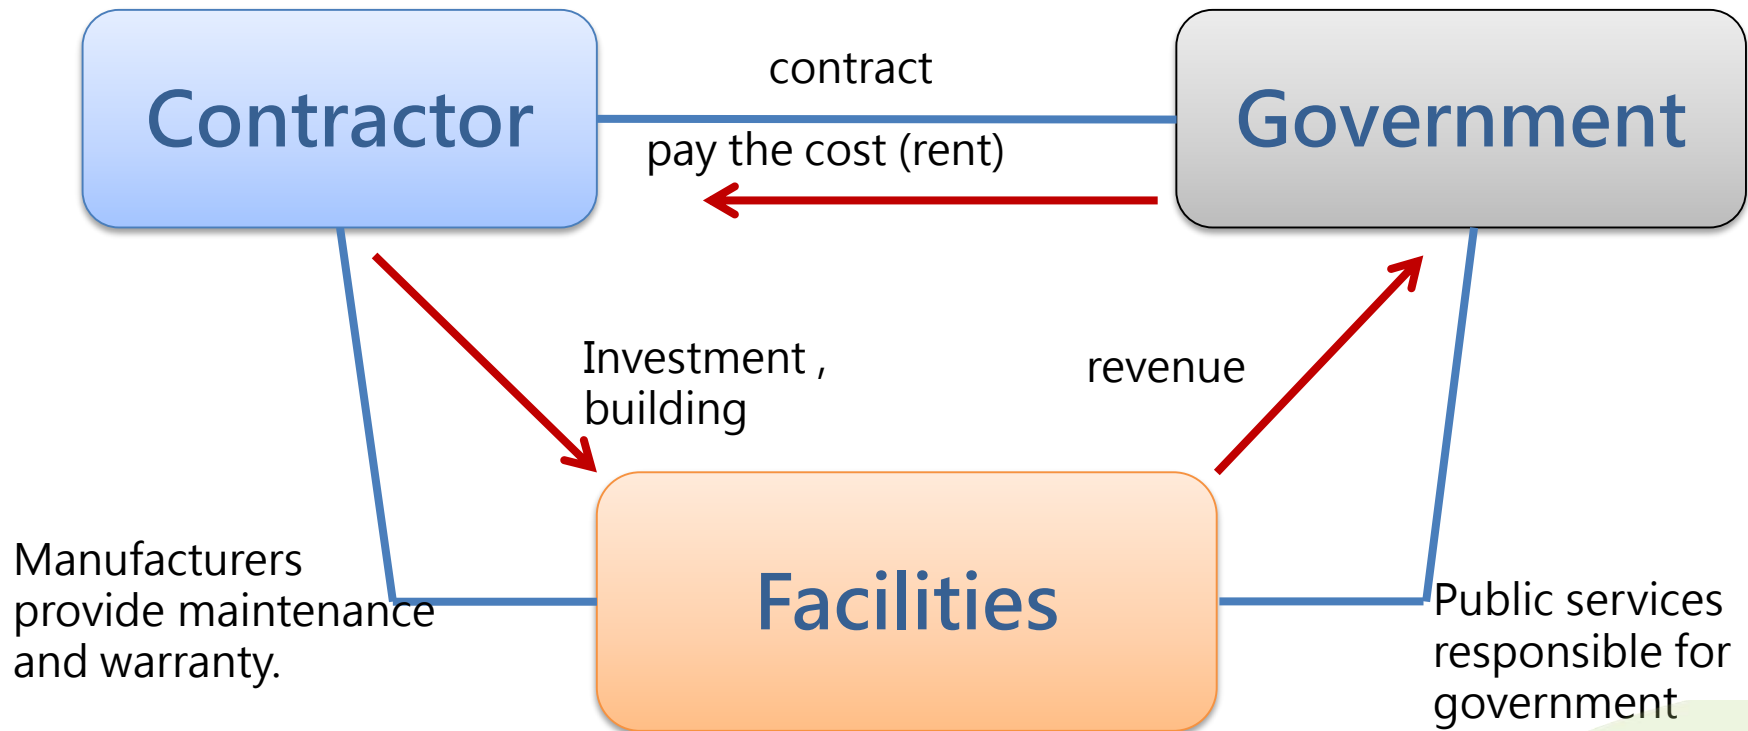 Contractor
contract
Government
pay the cost (rent)
Investment ,
building
revenue
Manufacturers
provide maintenance
and warranty.
Facilities
Public services
responsible for
government